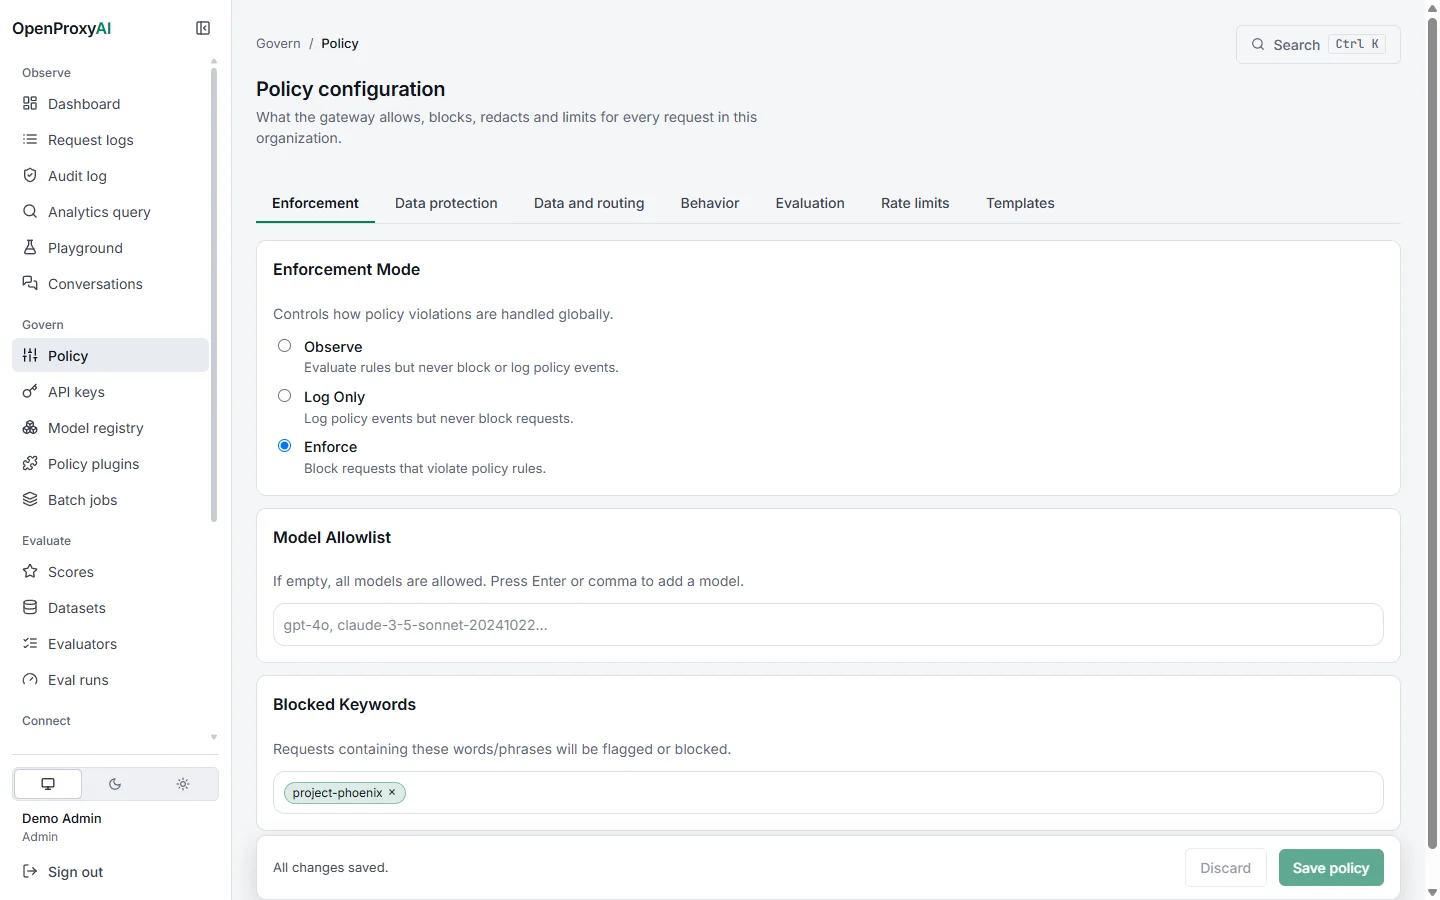 OpenProxyAI
Observe
Dashboard
Request logs
Audit log
Analytics query
Playground
Conversations
Govern
Policy
API keys
Model registry
Policy plugins
Batch jobs
Evaluate
Scores
Datasets
Evaluators
Eval runs
Connect
Demo Admin
Admin
Sign out
Govern / Policy
Search Ctrl K
Policy configuration
What the gateway allows, blocks, redacts and limits for every request in this
organization.
Enforcement Data protection Data and routing Behavior Evaluation Rate limits Templates
Enforcement Mode
Controls how policy violations are handled globally.
Observe
Evaluate rules but never block or log policy events.
Log Only
Log policy events but never block requests.
Enforce
Block requests that violate policy rules.
Model Allowlist
If empty, all models are allowed. Press Enter or comma to add a model.
gpt-4o, claude-3-5-sonnet-20241022...
Blocked Keywords
Requests containing these words/phrases will be flagged or blocked.
project-phoenix ×
All changes saved.
Discard Save policy